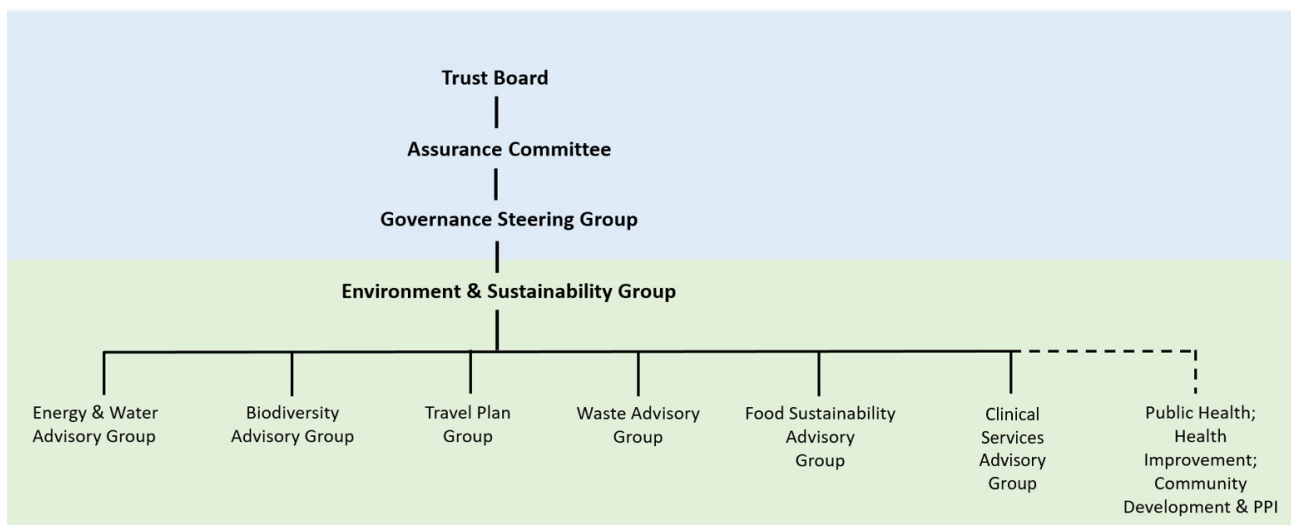 Trust Board
Assurance Committee
Governance Steering Group
Environment & Sustainability Group
Energy & Water
Advisory Group
Biodiversity
Advisory Group
Travel Plan
Group
Waste Advisory
Group
Food Sustainability
Advisory
Group
Clinical
Services
Advisory
Group
Public Health;
Health
Improvement;
Community
Development & PPI